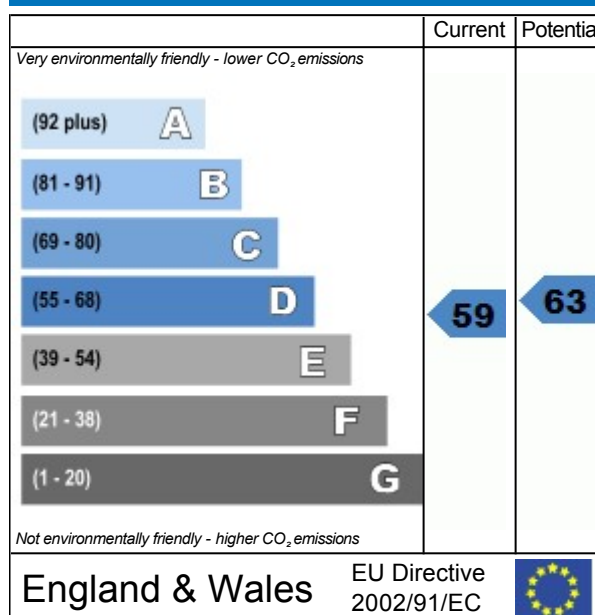 Current Potentia
Very environmentally friendly - lower CO₂ emissions
(92 plus) A
(81 - 91) B
(69 - 80) C
(55 - 68) D
59 63
(39 - 54) E
(21 - 38) F
(1 - 20) G
Not environmentally friendly - higher CO₂ emissions
England & Wales
EU Directive
2002/91/EC